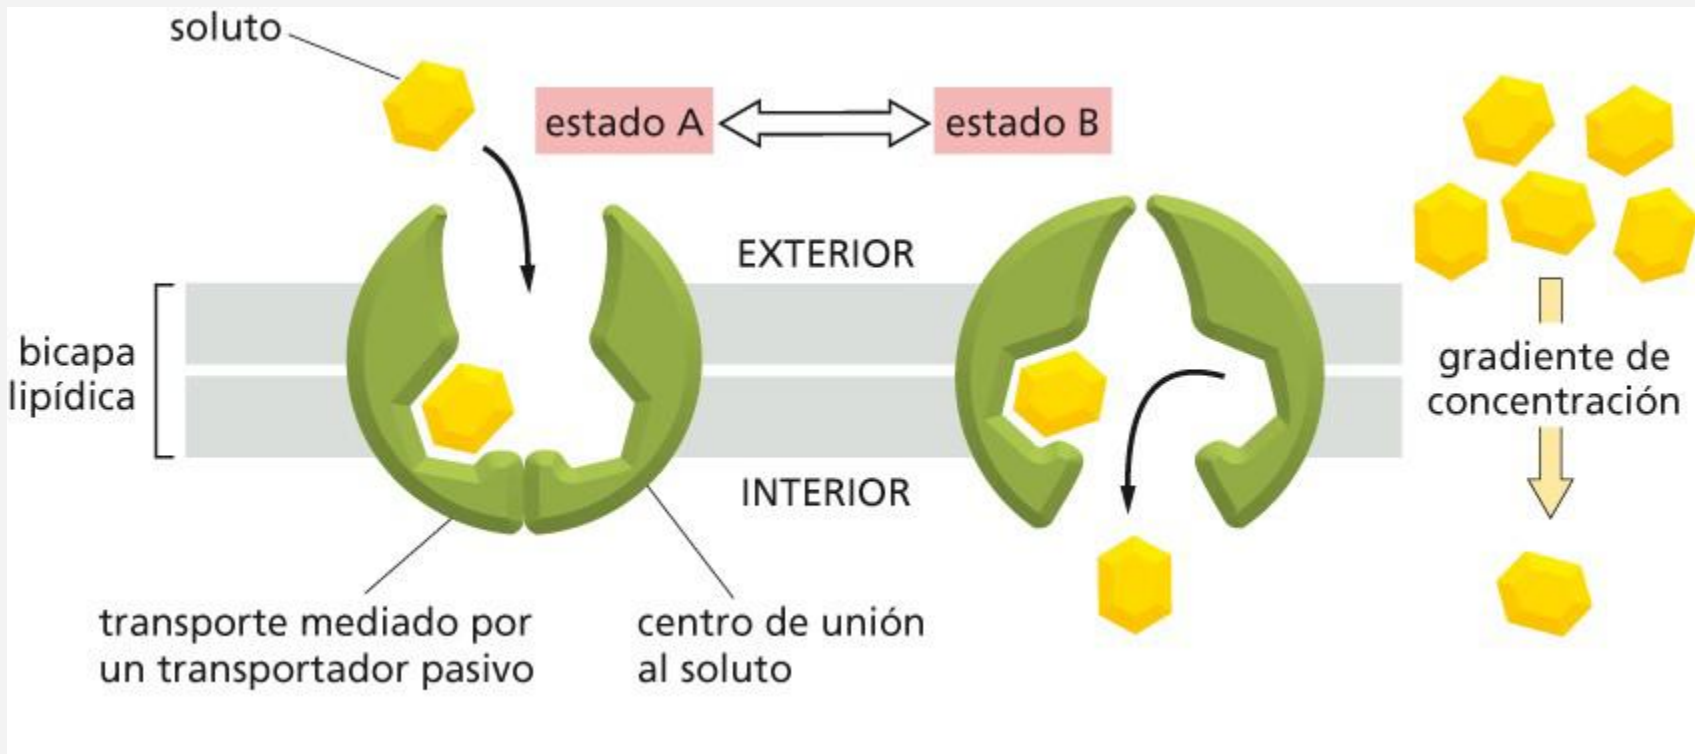 soluto
estado A
estado B
EXTERIOR
bicapa
lipídica
gradiente de
concentración
INTERIOR
transporte mediado por
un transportador pasivo
centro de unión
al soluto